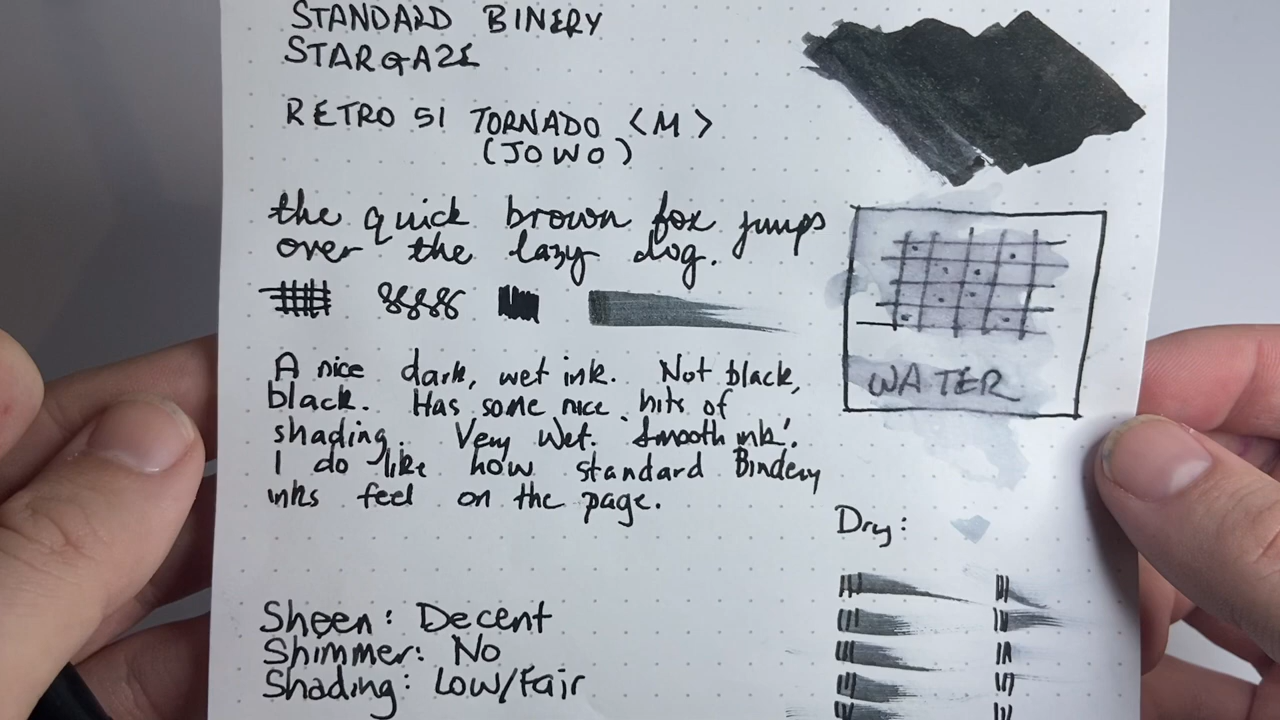 STANDARD BINERY
STARGAZE
RETRO 51 TORNADO <M>
(JOWO)
the quick brown fox jumps
over the lazy dog.
A nice dark, wet ink. Not black,
black. Has some nice hits of
shading. Very Wet. 'Smooth ink'.
I do like how standard Bindery
inks feel on the page.
WATER
Dry:
Sheen: Decent
Shimmer: No
Shading: Low/Fair